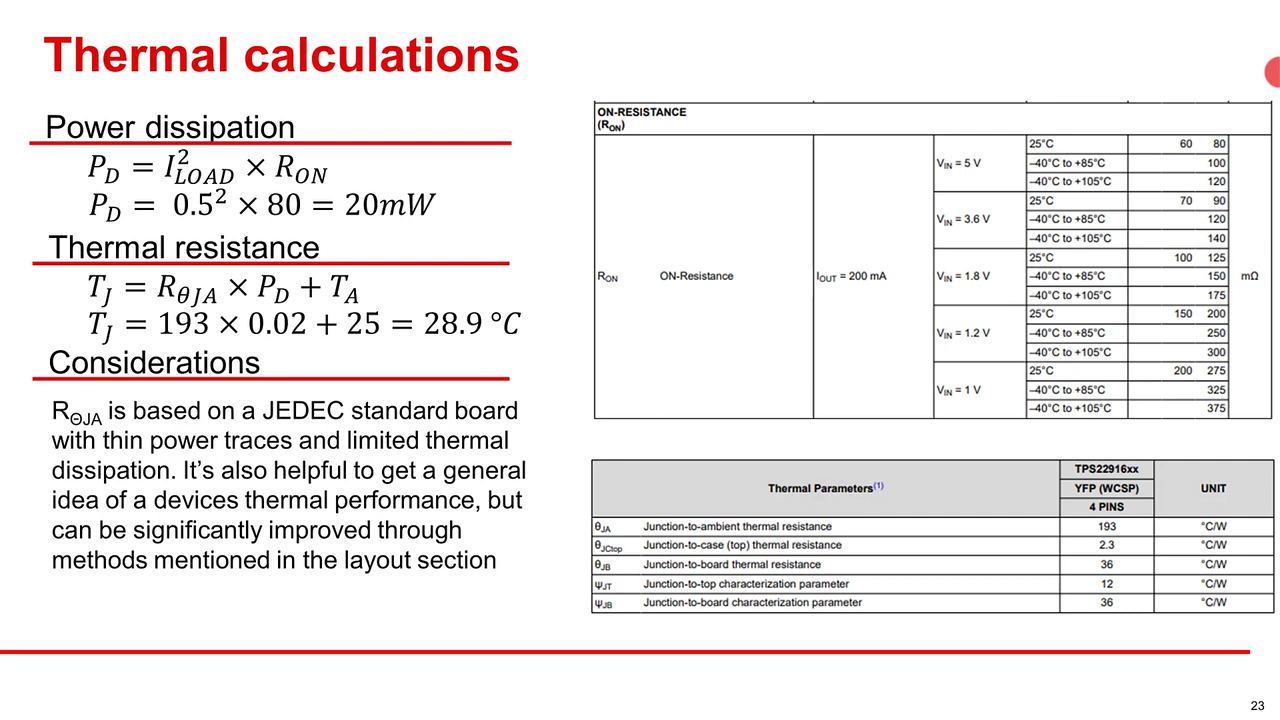 Thermal calculations
Power dissipation
P_D = I_LOAD^2 × R_ON
P_D = 0.5^2 × 80 = 20mW
Thermal resistance
T_J = R_θJA × P_D + T_A
T_J = 193 × 0.02 + 25 = 28.9 °C
Considerations
R_ΘJA is based on a JEDEC standard board
with thin power traces and limited thermal
dissipation. It’s also helpful to get a general
idea of a devices thermal performance, but
can be significantly improved through
methods mentioned in the layout section
ON-RESISTANCE
(R_ON)
R_ON ON-Resistance I_OUT = 200 mA mΩ
V_IN = 5 V
25°C 60 80
–40°C to +85°C 100
–40°C to +105°C 120
V_IN = 3.6 V
25°C 70 90
–40°C to +85°C 120
–40°C to +105°C 140
V_IN = 1.8 V
25°C 100 125
–40°C to +85°C 150
–40°C to +105°C 175
V_IN = 1.2 V
25°C 150 200
–40°C to +85°C 250
–40°C to +105°C 300
V_IN = 1 V
25°C 200 275
–40°C to +85°C 325
–40°C to +105°C 375
Thermal Parameters(1)
TPS22916xx
YFP (WCSP)
4 PINS
UNIT
θ_JA Junction-to-ambient thermal resistance 193 °C/W
θ_JCtop Junction-to-case (top) thermal resistance 2.3 °C/W
θ_JB Junction-to-board thermal resistance 36 °C/W
ψ_JT Junction-to-top characterization parameter 12 °C/W
ψ_JB Junction-to-board characterization parameter 36 °C/W
23